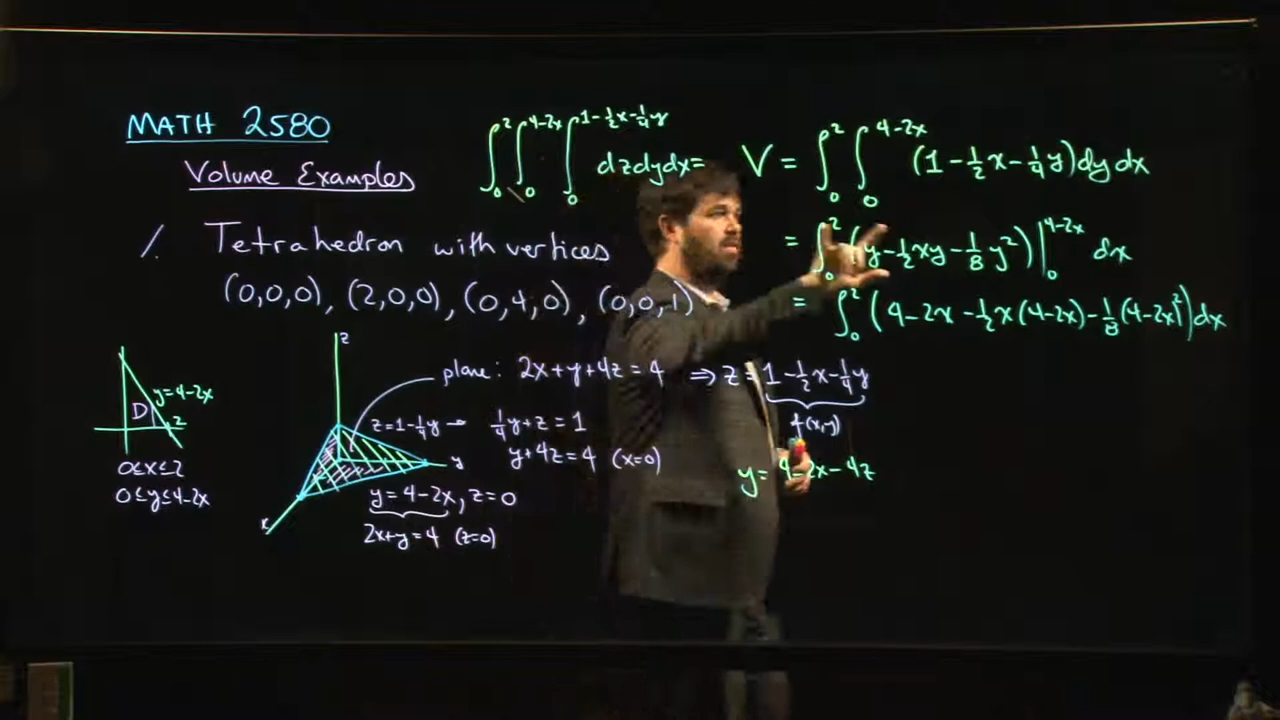 MATH 2580
Volume Examples
1. Tetrahedron with vertices
(0,0,0), (2,0,0), (0,4,0), (0,0,1)
y=4-2x
D
2
0≤x≤2
0≤y≤4-2x
z
y
x
plane: 2x+y+4z=4 ⇒ z=1-½x-¼y
f(x,y)
z=1-¼y → ¼y+z=1
y+4z=4 (x=0)
y=4-2x, z=0
2x+y=4 (z=0)
y=4-2x-4z
∫₀² ∫₀^(4-2x) ∫₀^(1-½x-¼y) dzdydx= V = ∫₀² ∫₀^(4-2x) (1-½x-¼y)dy dx
= ∫₀² (y-½xy-⅛y²)|₀^(4-2x) dx
= ∫₀² (4-2x-½x(4-2x)-⅛(4-2x)²)dx